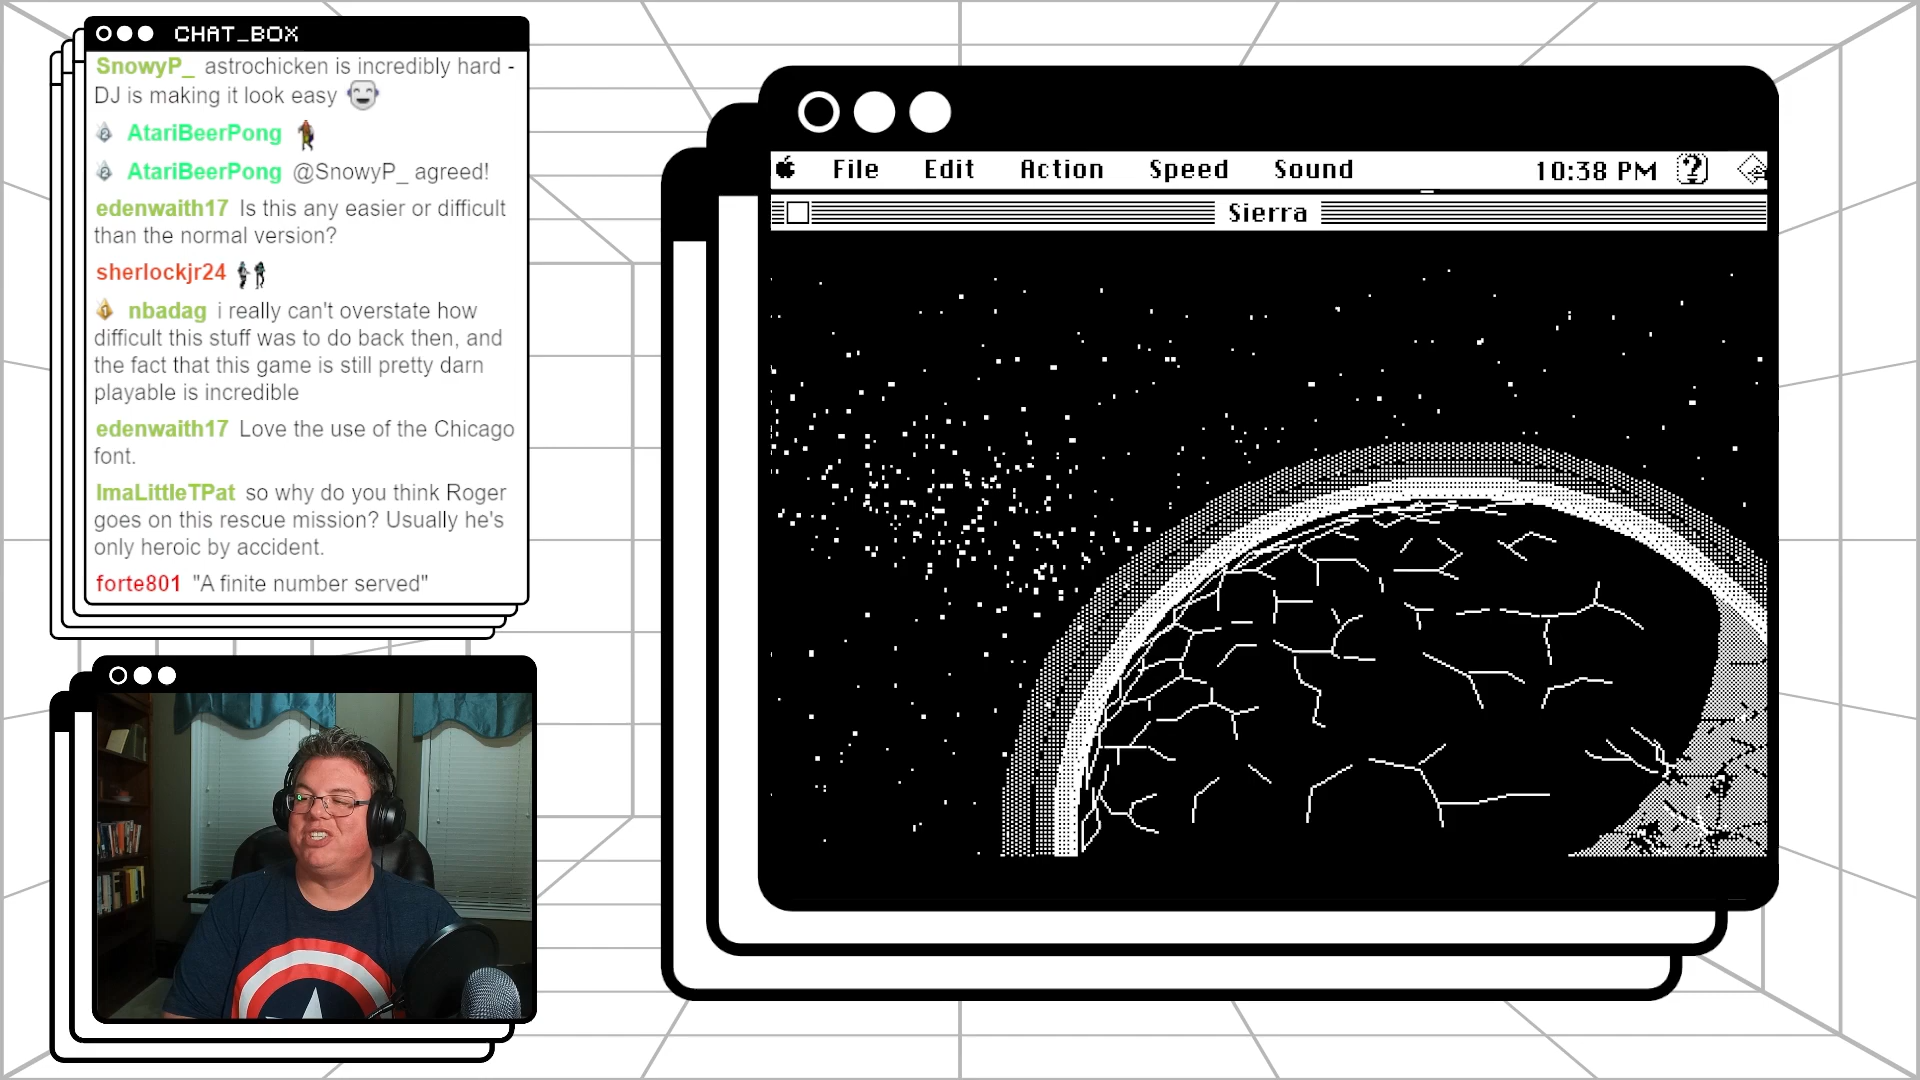 CHAT_BOX
SnowyP_ astrochicken is incredibly hard -
DJ is making it look easy
AtariBeerPong
AtariBeerPong @SnowyP_ agreed!
edenwaith17 Is this any easier or difficult
than the normal version?
sherlockjr24
nbadag i really can't overstate how
difficult this stuff was to do back then, and
the fact that this game is still pretty darn
playable is incredible
edenwaith17 Love the use of the Chicago
font.
ImaLittleTPat so why do you think Roger
goes on this rescue mission? Usually he's
only heroic by accident.
forte801 "A finite number served"
File Edit Action Speed Sound 10:38 PM
Sierra